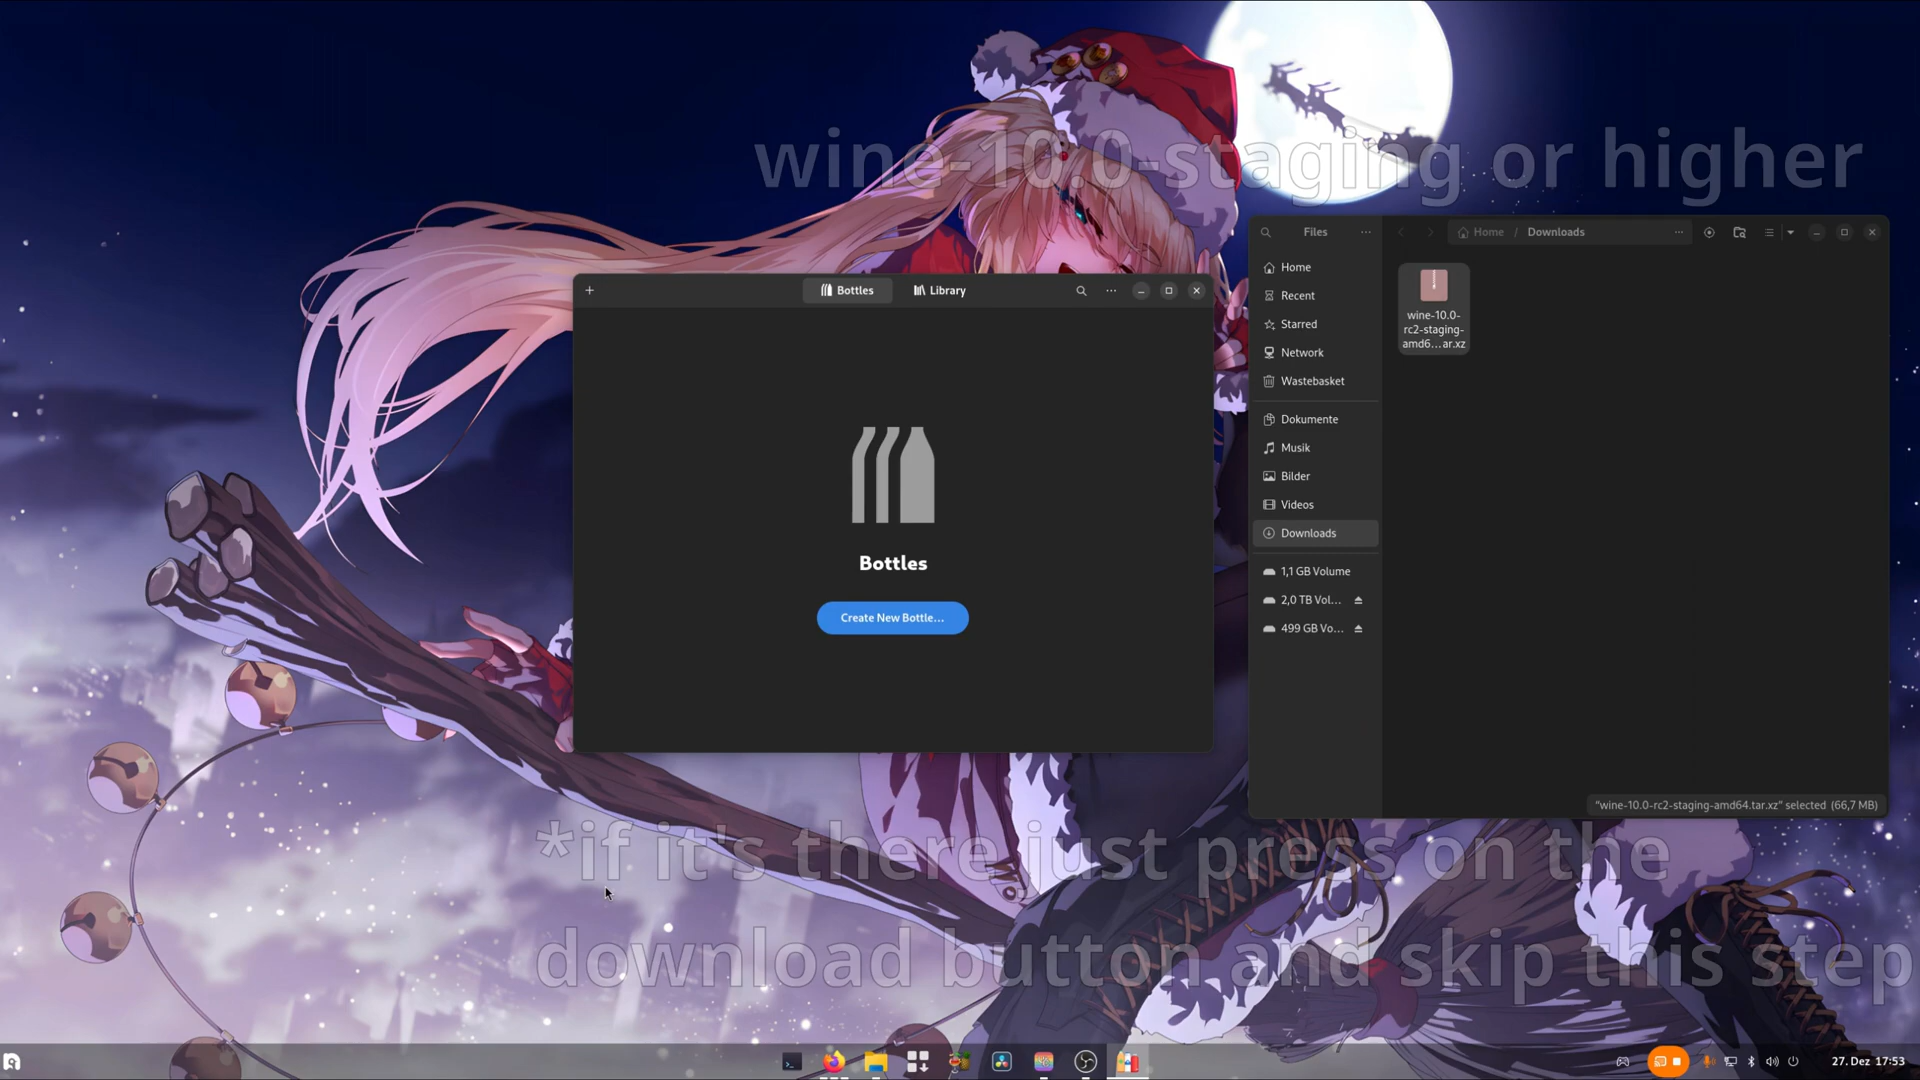 wine-10.0-staging or higher
Files
Home / Downloads
Home
Recent
Starred
Network
Wastebasket
Dokumente
Musik
Bilder
Videos
Downloads
1,1 GB Volume
2,0 TB Vol...
499 GB Vo...
wine-10.0-
rc2-staging-
amd6...ar.xz
"wine-10.0-rc2-staging-amd64.tar.xz" selected (66,7 MB)
Bottles
Library
Bottles
Create New Bottle...
*if it's there just press on the
download button and skip this step
27. Dez 17:53